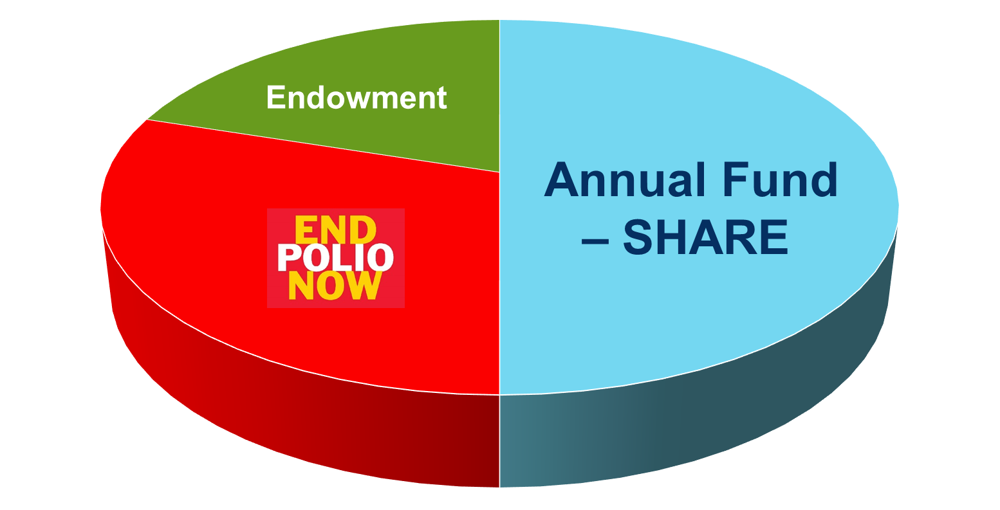 Endowment
END
POLIO
NOW
Annual Fund
– SHARE